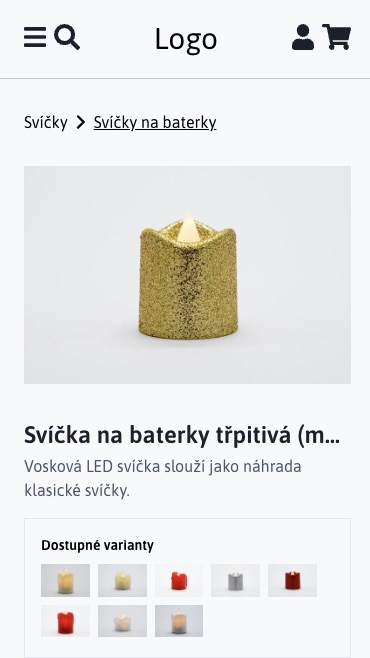 Logo
Svíčky Svíčky na baterky
Svíčka na baterky třpitivá (m...
Vosková LED svíčka slouží jako náhrada
klasické svíčky.
Dostupné varianty